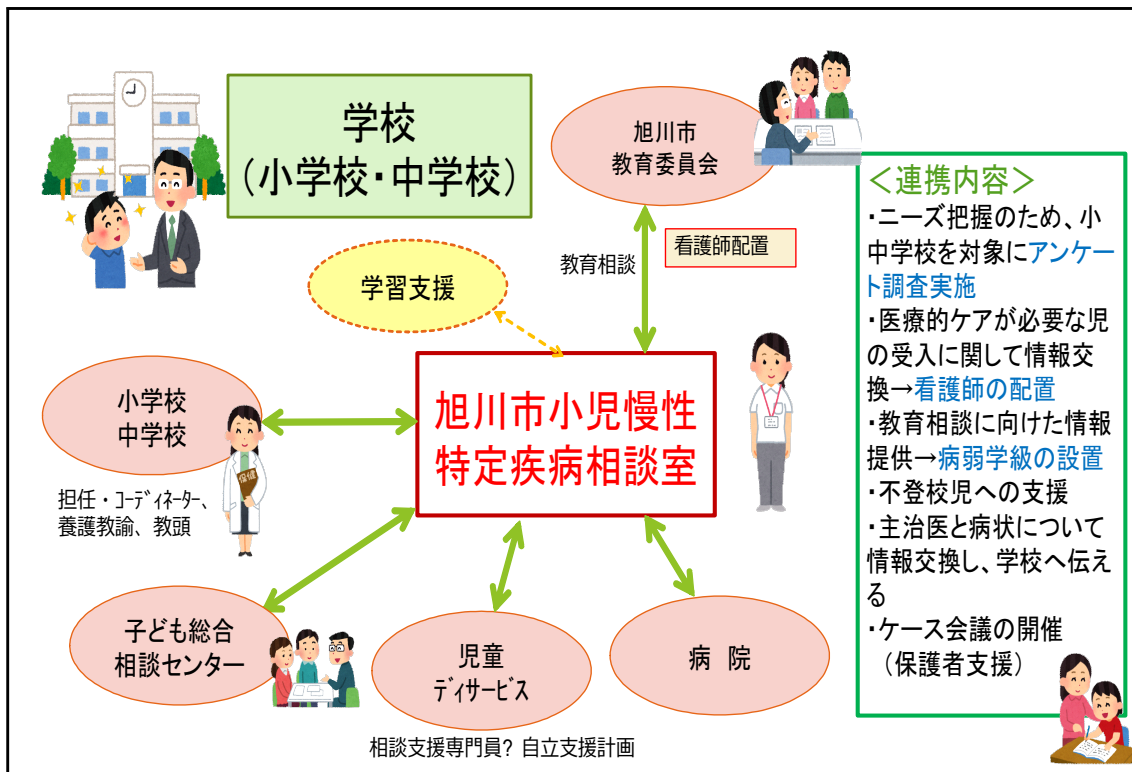 学校
（小学校・中学校）
旭川市
教育委員会
教育相談
看護師配置
学習支援
旭川市小児慢性
特定疾病相談室
小学校
中学校
保健
担任・ｺｰﾃﾞｨﾈｰﾀｰ、
養護教諭、教頭
子ども総合
相談センター
児童
ディサービス
病 院
相談支援専門員？ 自立支援計画
＜連携内容＞
・ニーズ把握のため、小
中学校を対象にアンケー
ト調査実施
・医療的ケアが必要な児
の受入に関して情報交
換→看護師の配置
・教育相談に向けた情報
提供→病弱学級の設置
・不登校児への支援
・主治医と病状について
情報交換し、学校へ伝え
る
・ケース会議の開催
（保護者支援）